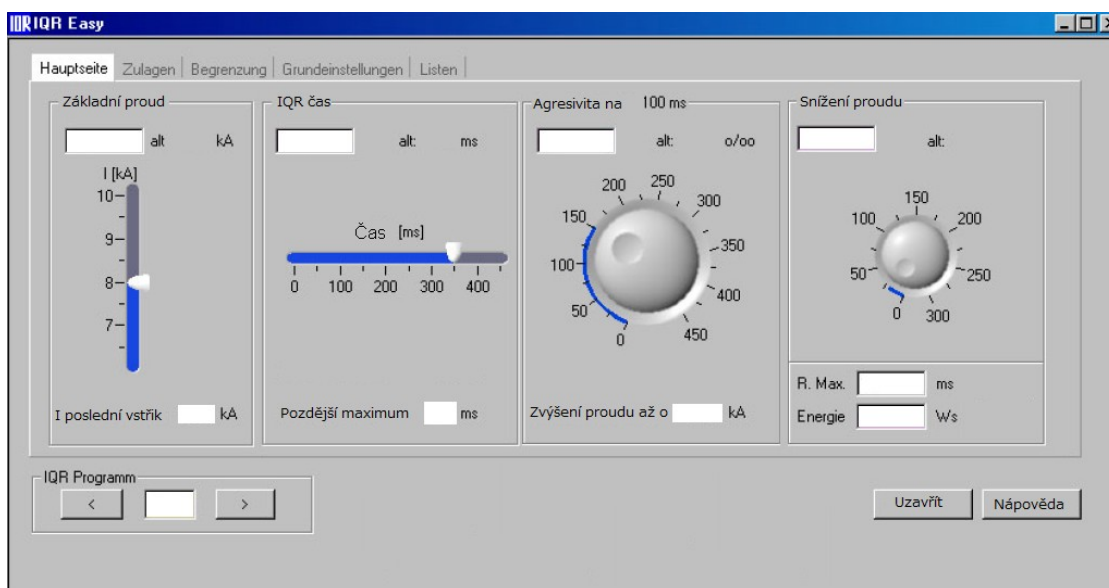 IQR IQR Easy
Hauptseite Zulagen Begrenzung Grundeinstellungen Listen
Základní proud
alt kA
I [kA]
10
9
8
7
I poslední vstřik kA
IQR čas
alt: ms
Čas [ms]
0 100 200 300 400
Pozdější maximum ms
Agresivita na 100 ms
alt: o/oo
0 50 100 150 200 250 300 350 400 450
Zvýšení proudu až o kA
Snížení proudu
alt:
0 50 100 150 200 250 300
R. Max. ms
Energie Ws
IQR Programm
< >
Uzavřít Nápověda